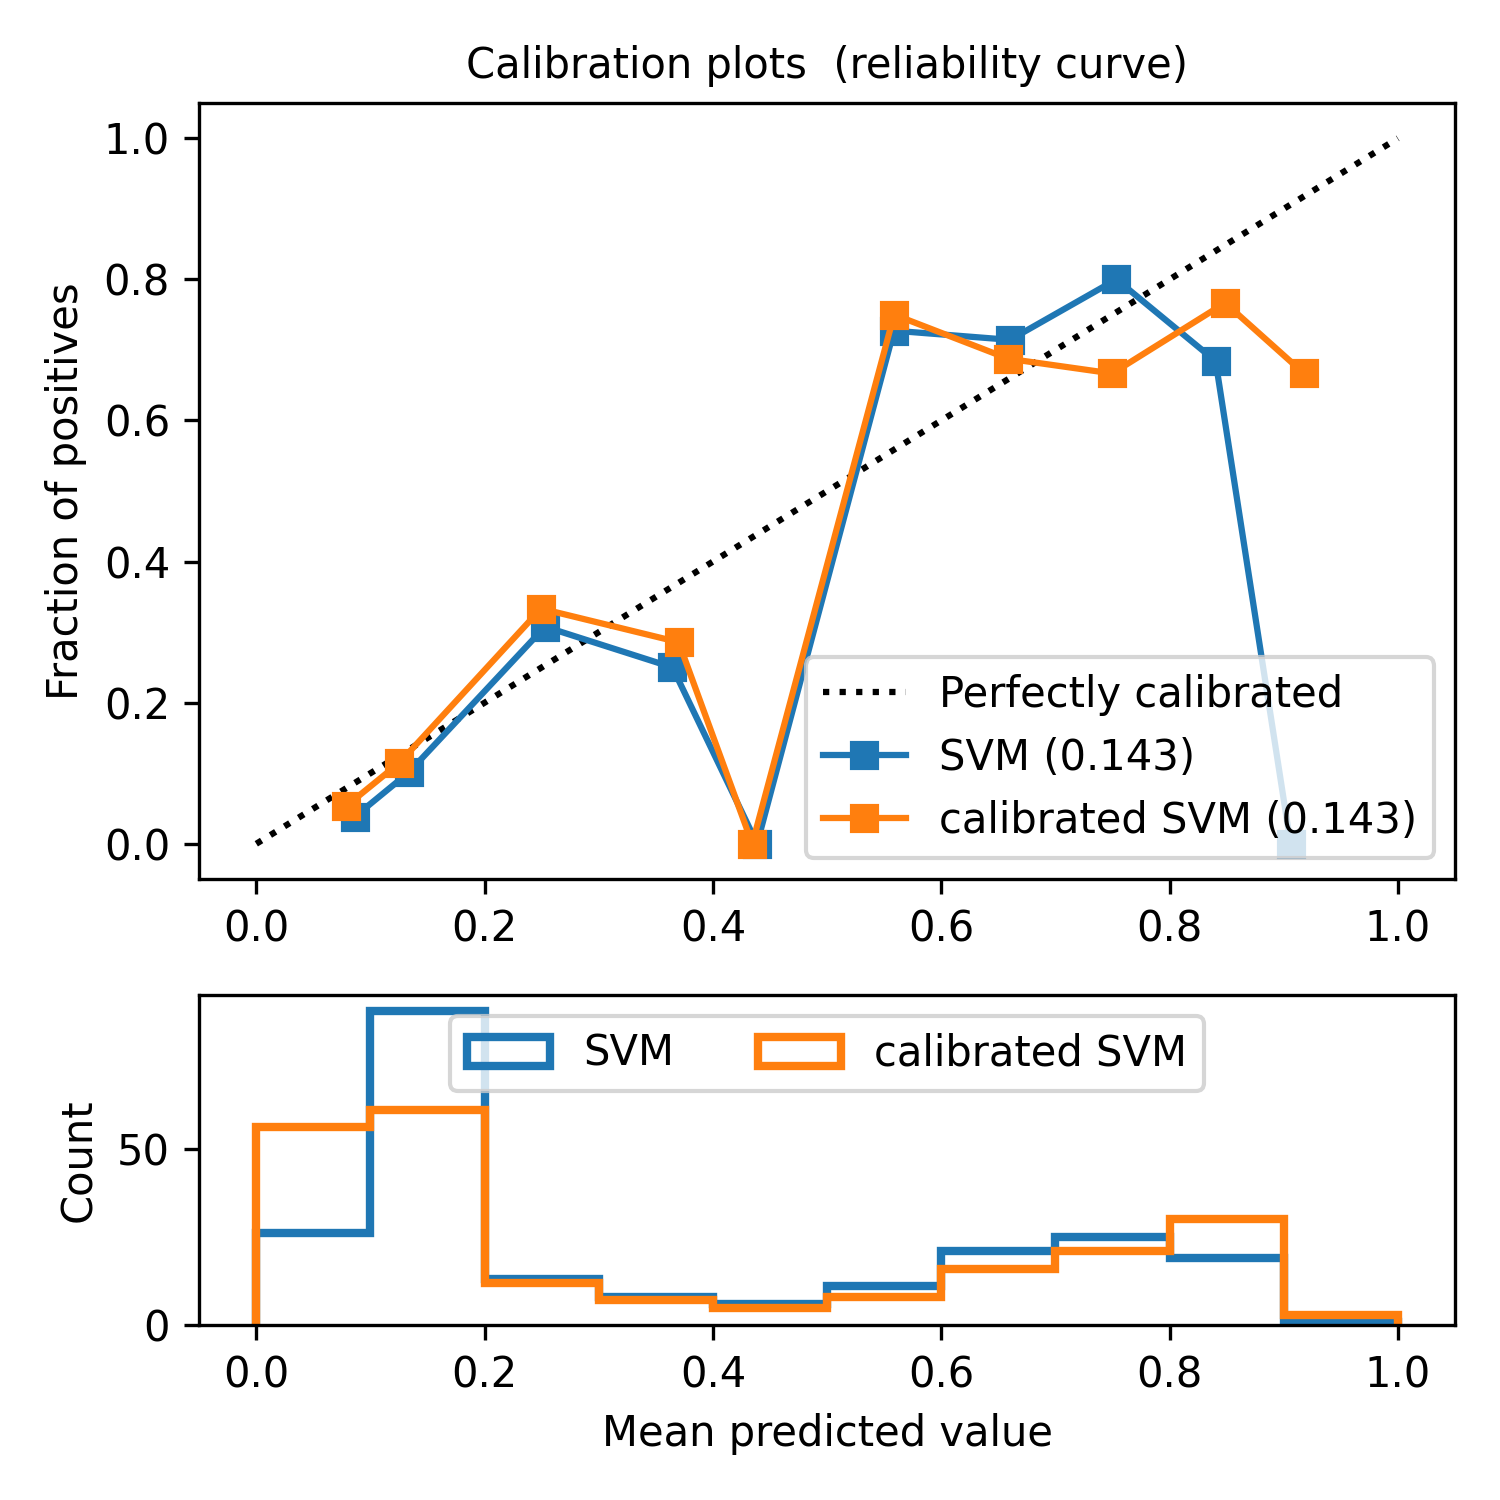 Calibration plots  (reliability curve)
1.0
0.8
0.6
0.4
0.2
0.0
Fraction of positives
Perfectly calibrated
SVM (0.143)
calibrated SVM (0.143)
0.0 0.2 0.4 0.6 0.8 1.0
SVM calibrated SVM
50
0
Count
0.0 0.2 0.4 0.6 0.8 1.0
Mean predicted value